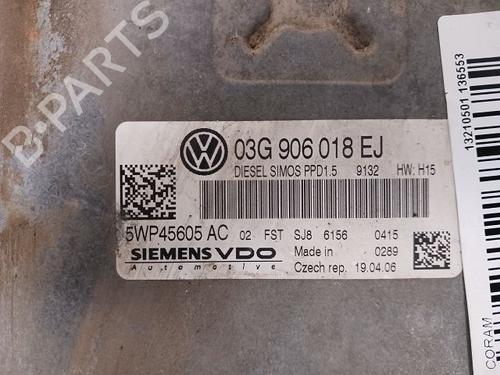 03G 906 018 EJ
DIESEL SIMOS PPD1.5 9132 HW: H15
5WP45605 AC 02 FST SJ8 6156 0415
SIEMENS VDO Made in 0289
Automotive Czech rep. 19.04.06
13210501 136553
CORAM
B-PARTS